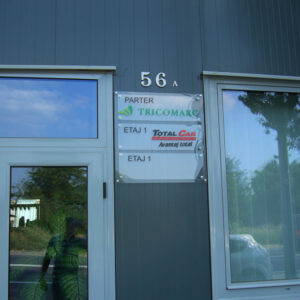 56 A
PARTER
TRICOMARC
ETAJ 1
TOTAL CAR
Avantaj total
ETAJ 1